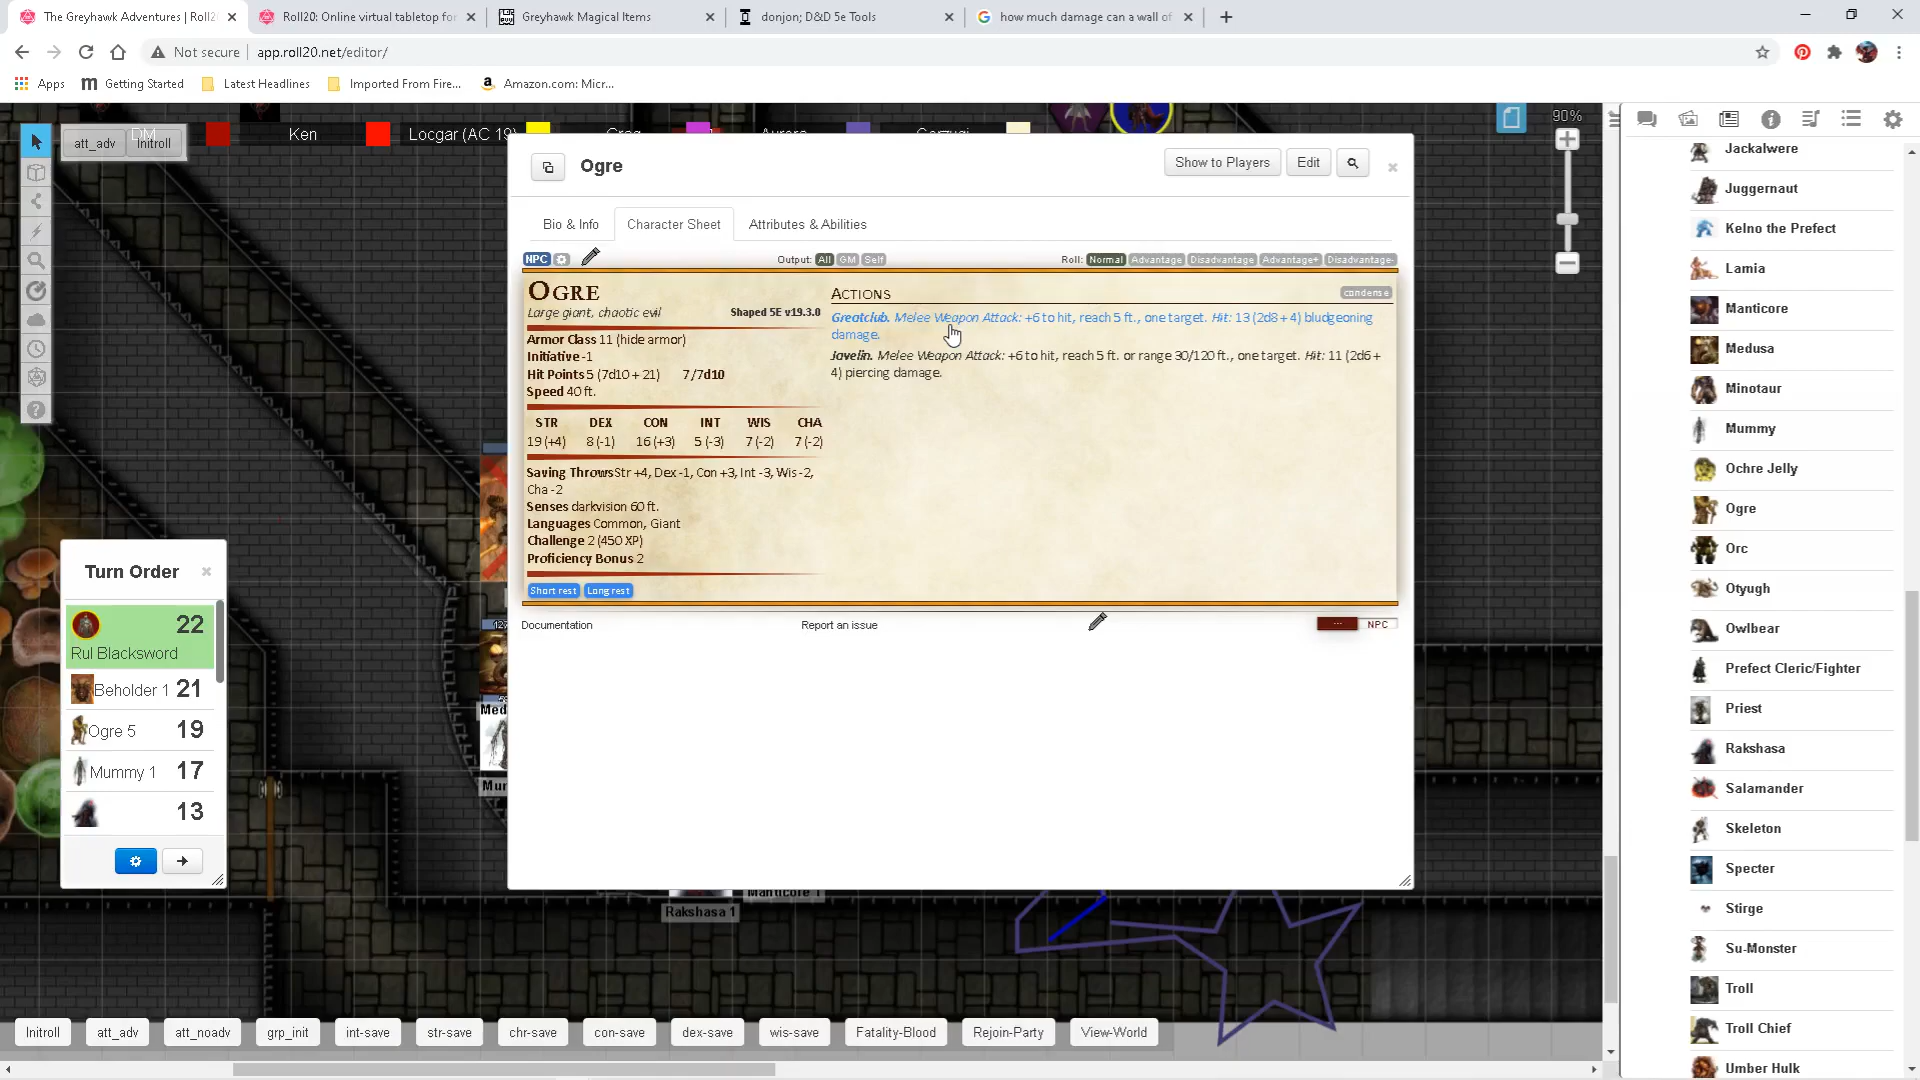 The Greyhawk Adventures | Roll2
Roll20: Online virtual tabletop for
Greyhawk Magical Items
donjon; D&D 5e Tools
how much damage can a wall of
Not secure
app.roll20.net/editor/
Apps
Getting Started
Latest Headlines
Imported From Fire...
Amazon.com: Micr...
DM
Ken
Locgar (AC 19)
att_adv
Initroll
90%
Ogre
Show to Players
Edit
Bio & Info
Character Sheet
Attributes & Abilities
NPC
Output: All GM Self
Roll: Normal Advantage Disadvantage Advantage+ Disadvantage-
OGRE
Large giant, chaotic evil
Shaped 5E v19.3.0
Armor Class 11 (hide armor)
Initiative -1
Hit Points 5 (7d10 + 21) 7/7d10
Speed 40 ft.
STR DEX CON INT WIS CHA
19 (+4) 8 (-1) 16 (+3) 5 (-3) 7 (-2) 7 (-2)
Saving ThrowsStr +4, Dex -1, Con +3, Int -3, Wis -2,
Cha -2
Senses darkvision 60 ft.
Languages Common, Giant
Challenge 2 (450 XP)
Proficiency Bonus 2
Short rest
Long rest
ACTIONS
condense
Greatclub. Melee Weapon Attack: +6 to hit, reach 5 ft., one target. Hit: 13 (2d8 + 4) bludgeoning
damage.
Javelin. Melee Weapon Attack: +6 to hit, reach 5 ft. or range 30/120 ft., one target. Hit: 11 (2d6 +
4) piercing damage.
Documentation
Report an issue
...
NPC
Turn Order
22
Rul Blacksword
Beholder 1 21
Ogre 5 19
Mummy 1 17
13
Med
Mur
Manticore 1
Rakshasa 1
Jackalwere
Juggernaut
Kelno the Prefect
Lamia
Manticore
Medusa
Minotaur
Mummy
Ochre Jelly
Ogre
Orc
Otyugh
Owlbear
Prefect Cleric/Fighter
Priest
Rakshasa
Salamander
Skeleton
Specter
Stirge
Su-Monster
Troll
Troll Chief
Umber Hulk
Initroll
att_adv
att_noadv
grp_init
int-save
str-save
chr-save
con-save
dex-save
wis-save
Fatality-Blood
Rejoin-Party
View-World